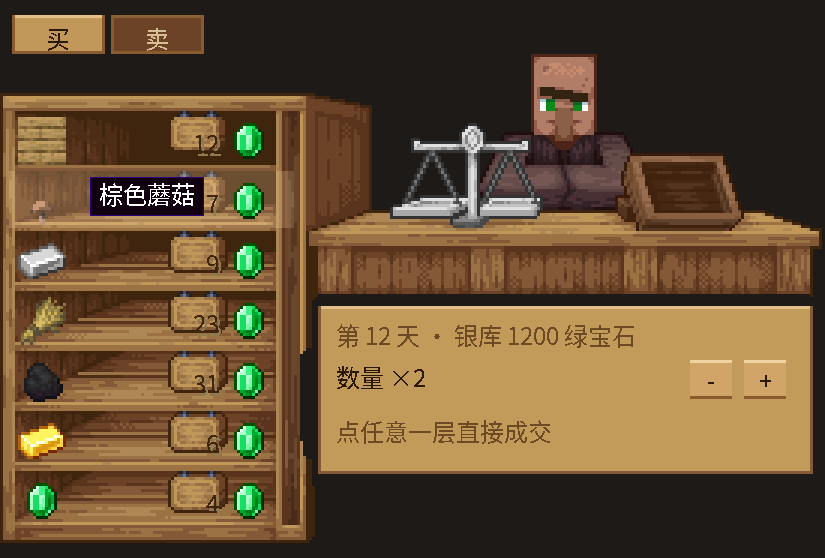 买
卖
12
棕色蘑菇
7
9
23
31
6
4
第 12 天 · 银库 1200 绿宝石
数量 ×2
- +
点任意一层直接成交